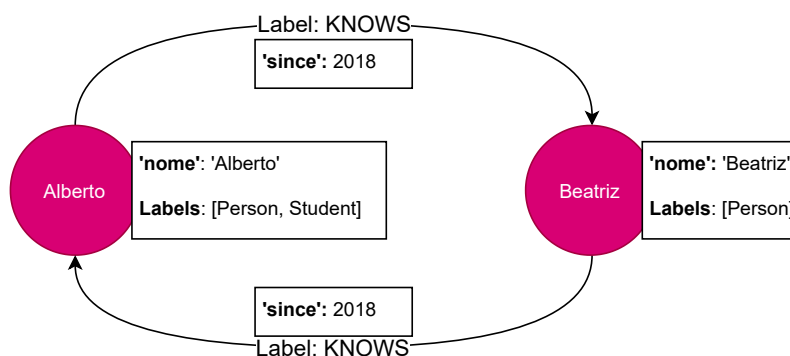 Label: KNOWS
'since': 2018
Alberto
'nome': 'Alberto'
Labels: [Person, Student]
Beatriz
'nome': 'Beatriz'
Labels: [Person]
'since': 2018
Label: KNOWS